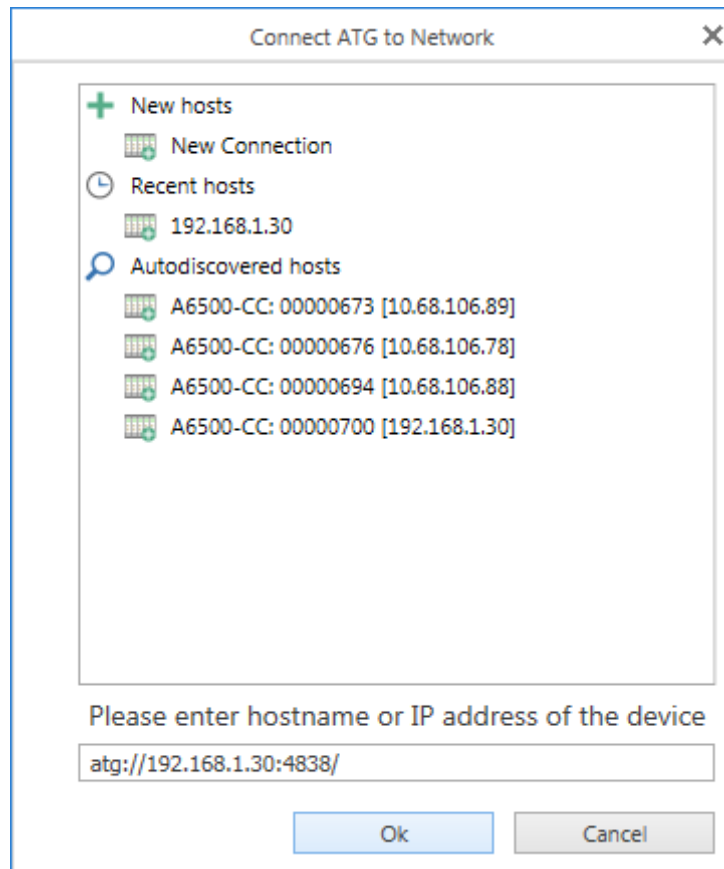 Connect ATG to Network
New hosts
New Connection
Recent hosts
192.168.1.30
Autodiscovered hosts
A6500-CC: 00000673 [10.68.106.89]
A6500-CC: 00000676 [10.68.106.78]
A6500-CC: 00000694 [10.68.106.88]
A6500-CC: 00000700 [192.168.1.30]
Please enter hostname or IP address of the device
atg://192.168.1.30:4838/
Ok Cancel